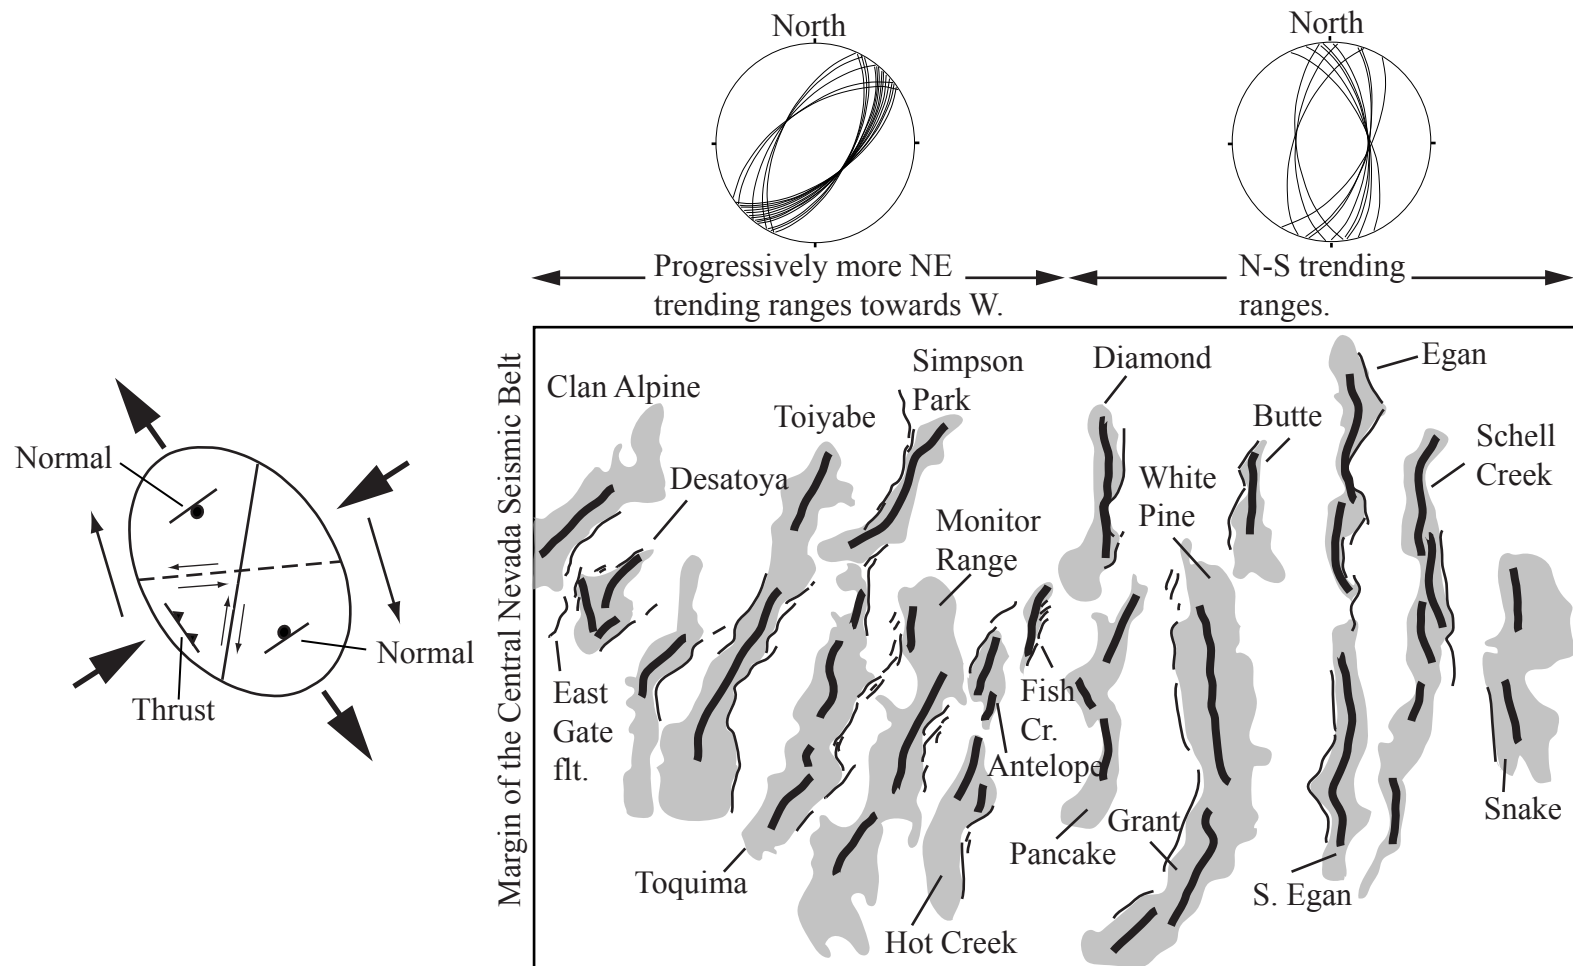 North
North
Progressively more NE
trending ranges towards W.
N-S trending
ranges.
Margin of the Central Nevada Seismic Belt
Clan Alpine
Toiyabe
Simpson
Park
Diamond
Egan
Butte
Schell
Creek
Desatoya
White
Pine
Monitor
Range
Normal
Normal
Thrust
East
Gate
flt.
Fish
Cr.
Antelope
Toquima
Hot Creek
Pancake
Grant
S. Egan
Snake